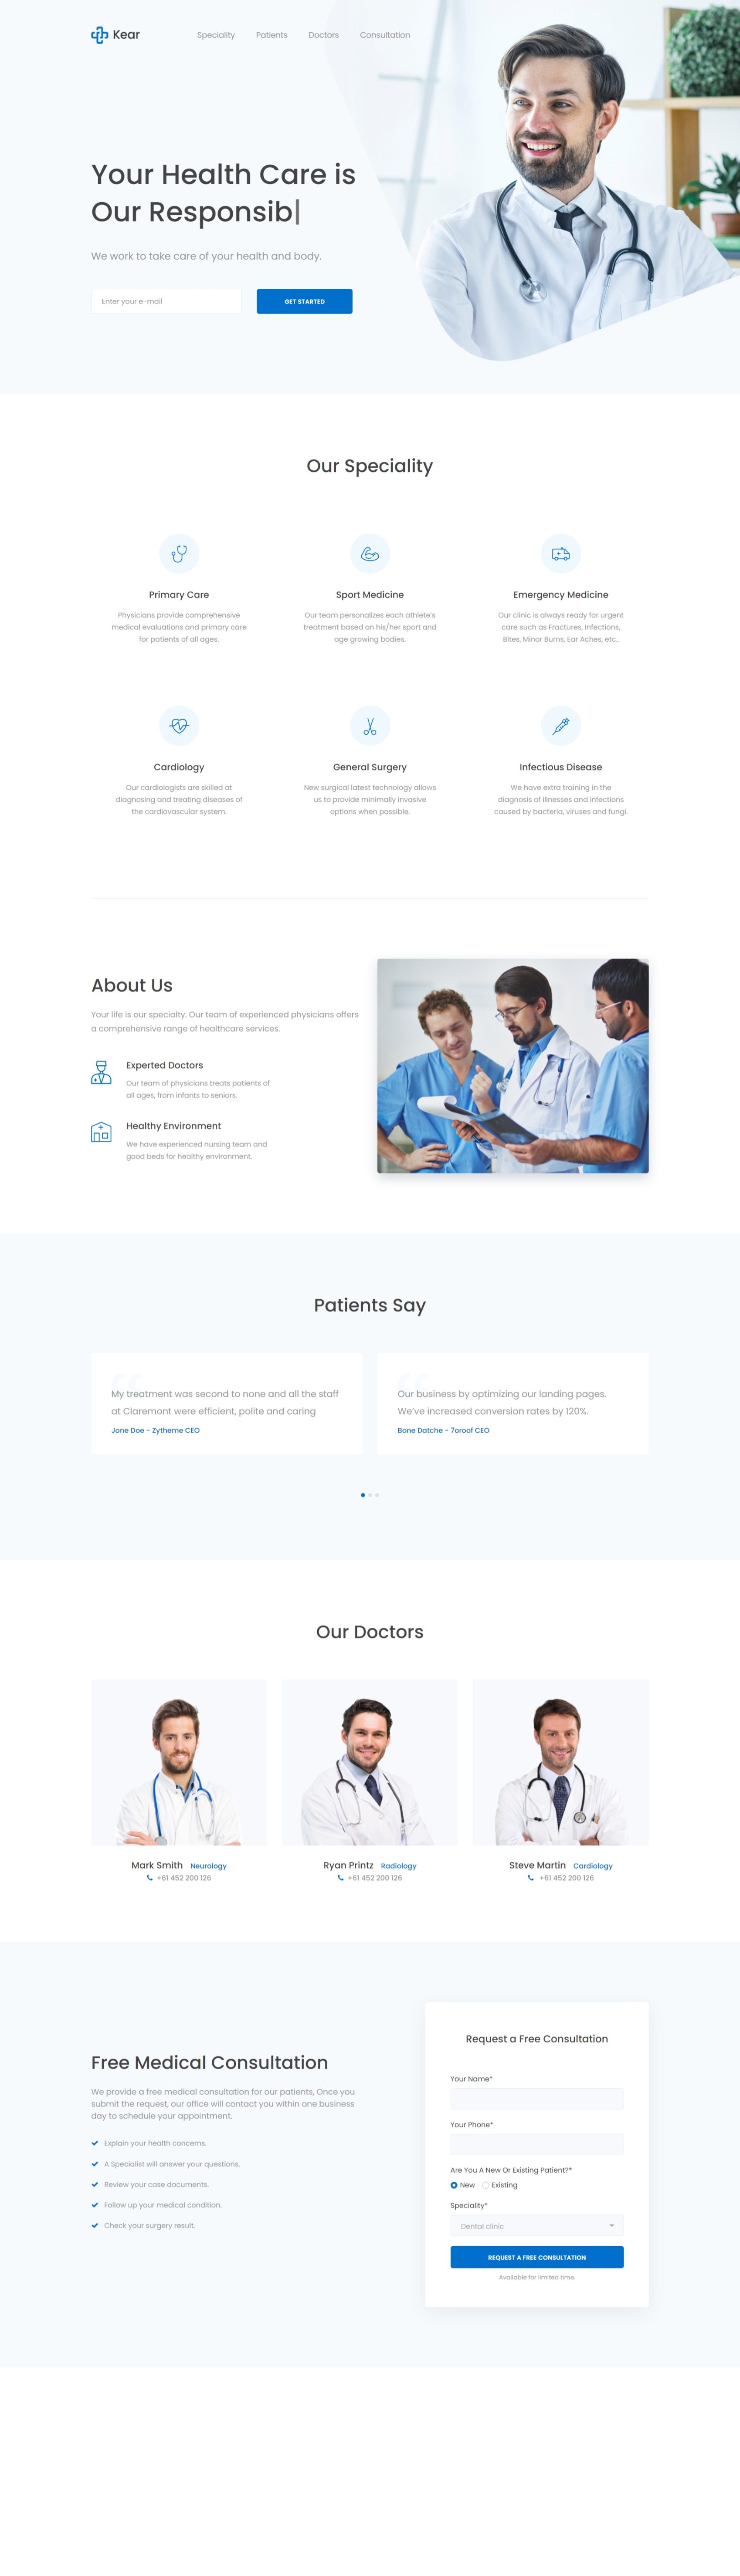 Kear
Speciality
Patients
Doctors
Consultation
Your Health Care is
Our Responsib|
We work to take care of your health and body.
Enter your e-mail
GET STARTED
Our Speciality
Primary Care
Physicians provide comprehensive
medical evaluations and primary care
for patients of all ages.
Sport Medicine
Our team personalizes each athlete's
treatment based on his/her sport and
age growing bodies.
Emergency Medicine
Our clinic is always ready for urgent
care such as Fractures, Infections,
Bites, Minor Burns, Ear Aches, etc..
Cardiology
Our cardiologists are skilled at
diagnosing and treating diseases of
the cardiovascular system.
General Surgery
New surgical latest technology allows
us to provide minimally invasive
options when possible.
Infectious Disease
We have extra training in the
diagnosis of illnesses and infections
caused by bacteria, viruses and fungi.
About Us
Your life is our specialty. Our team of experienced physicians offers
a comprehensive range of healthcare services.
Experted Doctors
Our team of physicians treats patients of
all ages, from infants to seniors.
Healthy Environment
We have experienced nursing team and
good beds for healthy environment.
Patients Say
My treatment was second to none and all the staff
at Claremont were efficient, polite and caring
Jone Doe - Zytheme CEO
Our business by optimizing our landing pages.
We've increased conversion rates by 120%.
Bone Datche - 7oroof CEO
Our Doctors
Mark Smith Neurology
+61 452 200 126
Ryan Printz Radiology
+61 452 200 126
Steve Martin Cardiology
+61 452 200 126
Free Medical Consultation
We provide a free medical consultation for our patients, Once you
submit the request, our office will contact you within one business
day to schedule your appointment.
Explain your health concerns.
A Specialist will answer your questions.
Review your case documents.
Follow up your medical condition.
Check your surgery result.
Request a Free Consultation
Your Name*
Your Phone*
Are You A New Or Existing Patient?*
New
Existing
Speciality*
Dental clinic
REQUEST A FREE CONSULTATION
Available for limited time.